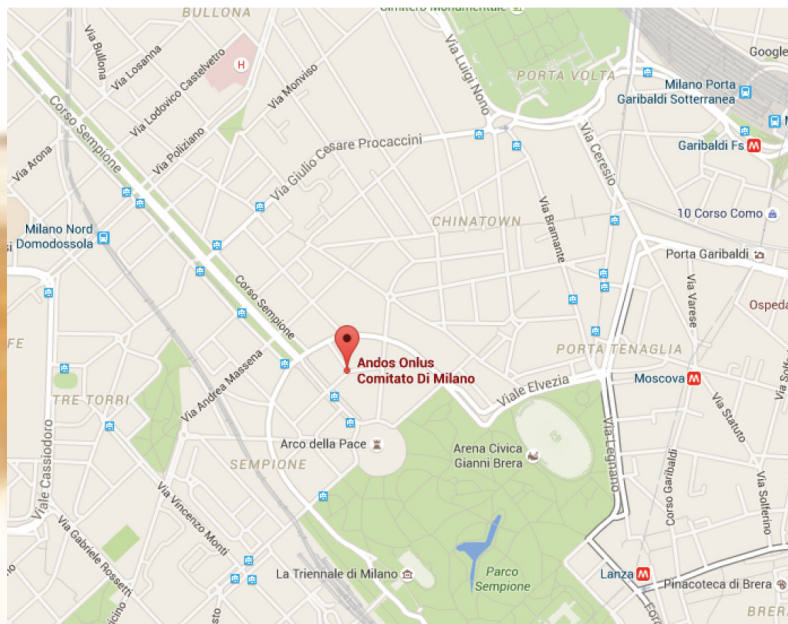 BULLONA
Cimitero Monumentale
Via Bullona
Via Losanna
Via Lodovico Castelvetro
H
Via Monviso
Via Luigi Nono
PORTA VOLTA
Google
Milano Porta
Garibaldi Sotterranea
Corso Sempione
Via Poliziano
Via Giulio Cesare Procaccini
Via Ceresio
Garibaldi Fs
M
Via Arona
CHINATOWN
Via Bramante
10 Corso Como
Milano Nord
Domodossola
Porta Garibaldi
Corso Sempione
Via Varese
Andos Onlus
Comitato Di Milano
PORTA TENAGLIA
Via Andrea Massena
Moscova
M
Viale Elvezia
TRE TORRI
Via Statuto
Viale Cassiodoro
Arco della Pace
Arena Civica
Gianni Brera
Via Legnano
SEMPIONE
Corso Garibaldi
Via Solferino
Via Vincenzo Monti
Via Gabriele Rossetti
La Triennale di Milano
Parco
Sempione
Lanza
M
Pinacoteca di Brera